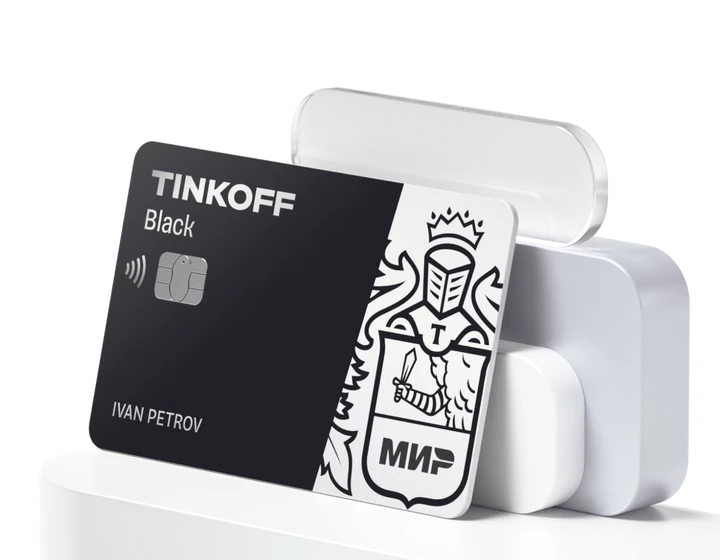 TINKOFF
Black
IVAN PETROV
T
МИР